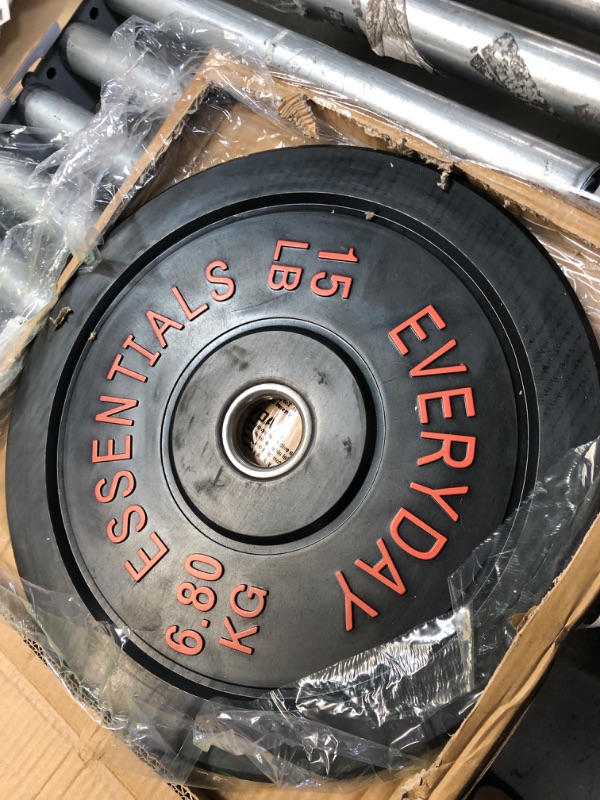 EVERYDAY
ESSENTIALS
15
LB
6.80
KG